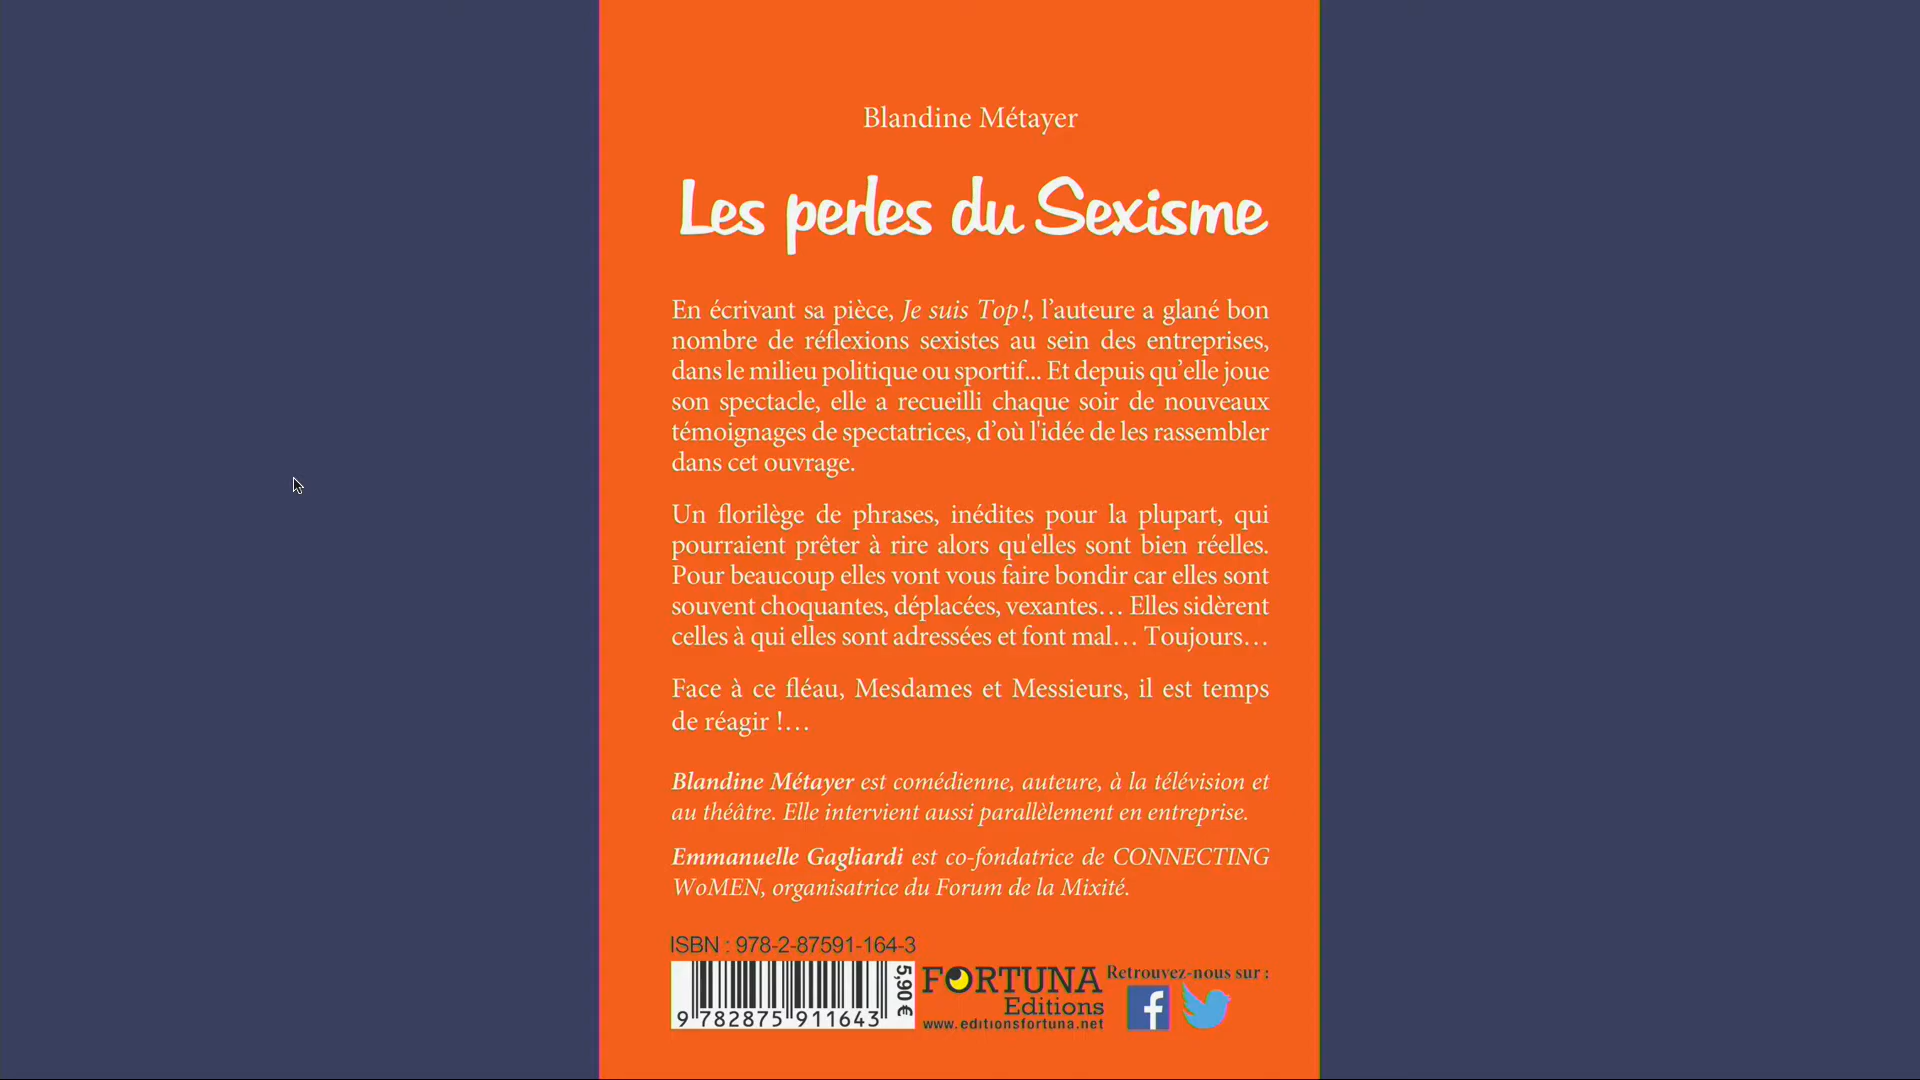 Blandine Métayer
Les perles du Sexisme
En écrivant sa pièce, Je suis Top!, l’auteure a glané bon
nombre de réflexions sexistes au sein des entreprises,
dans le milieu politique ou sportif... Et depuis qu’elle joue
son spectacle, elle a recueilli chaque soir de nouveaux
témoignages de spectatrices, d’où l'idée de les rassembler
dans cet ouvrage.
Un florilège de phrases, inédites pour la plupart, qui
pourraient prêter à rire alors qu'elles sont bien réelles.
Pour beaucoup elles vont vous faire bondir car elles sont
souvent choquantes, déplacées, vexantes… Elles sidèrent
celles à qui elles sont adressées et font mal… Toujours…
Face à ce fléau, Mesdames et Messieurs, il est temps
de réagir !…
Blandine Métayer est comédienne, auteure, à la télévision et
au théâtre. Elle intervient aussi parallèlement en entreprise.
Emmanuelle Gagliardi est co-fondatrice de CONNECTING
WoMEN, organisatrice du Forum de la Mixité.
ISBN : 978-2-87591-164-3
5,90 €
9 782875 911643
FORTUNA
Editions
www.editionsfortuna.net
Retrouvez-nous sur :